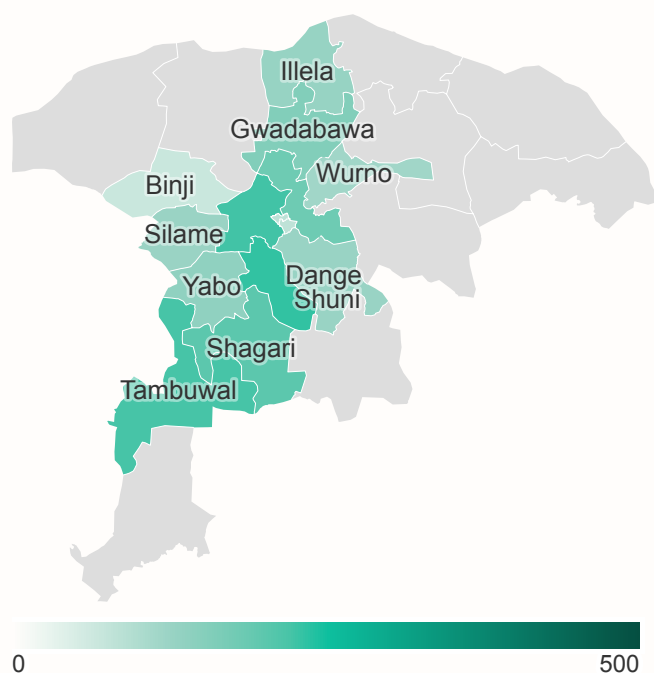 Illela
Gwadabawa
Wurno
Binji
Silame
Dange
Shuni
Yabo
Shagari
Tambuwal
0
500